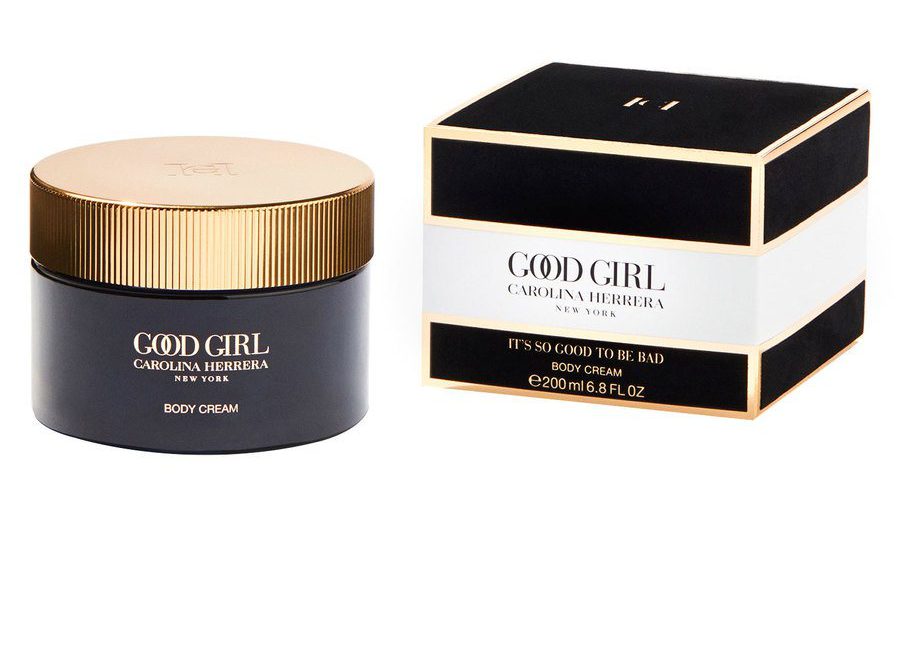 GOOD GIRL
CAROLINA HERRERA
NEW YORK
BODY CREAM
GOOD GIRL
CAROLINA HERRERA
NEW YORK
IT'S SO GOOD TO BE BAD
BODY CREAM
℮200 ml 6.8 FL OZ